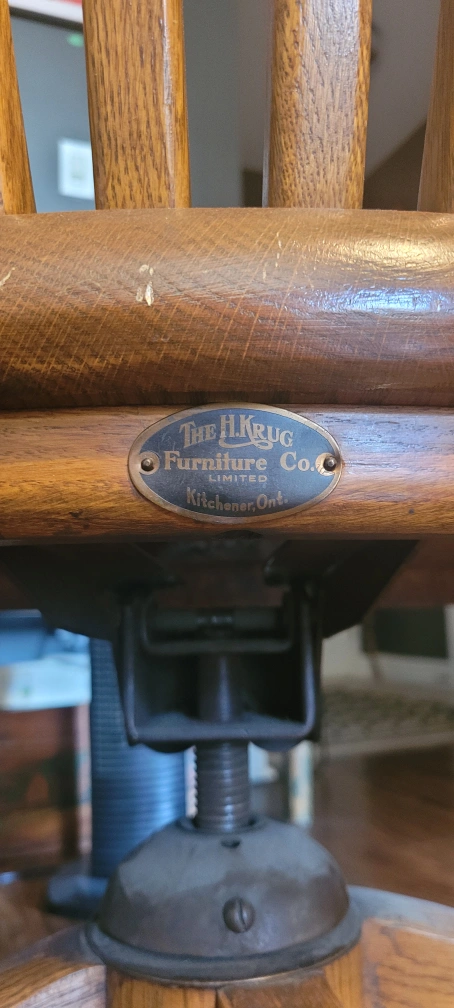 THE H. KRUG
Furniture Co.
LIMITED
Kitchener, Ont.